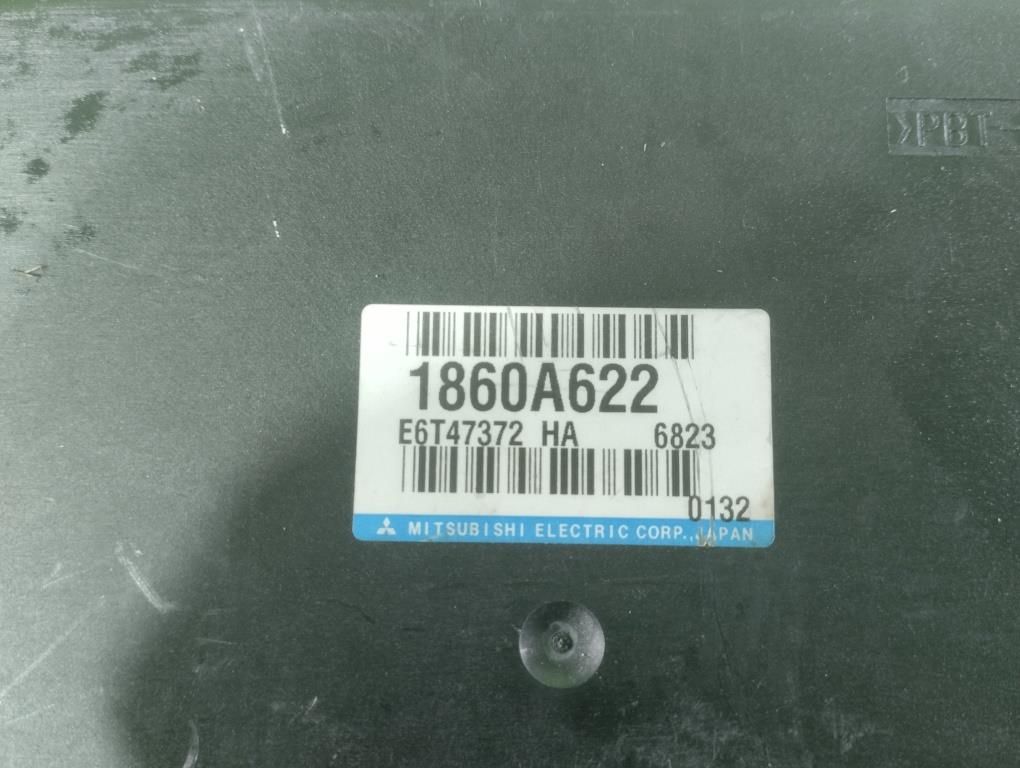 >PBT-
1860A622
E6T47372 HA 6823
0132
MITSUBISHI ELECTRIC CORP., JAPAN